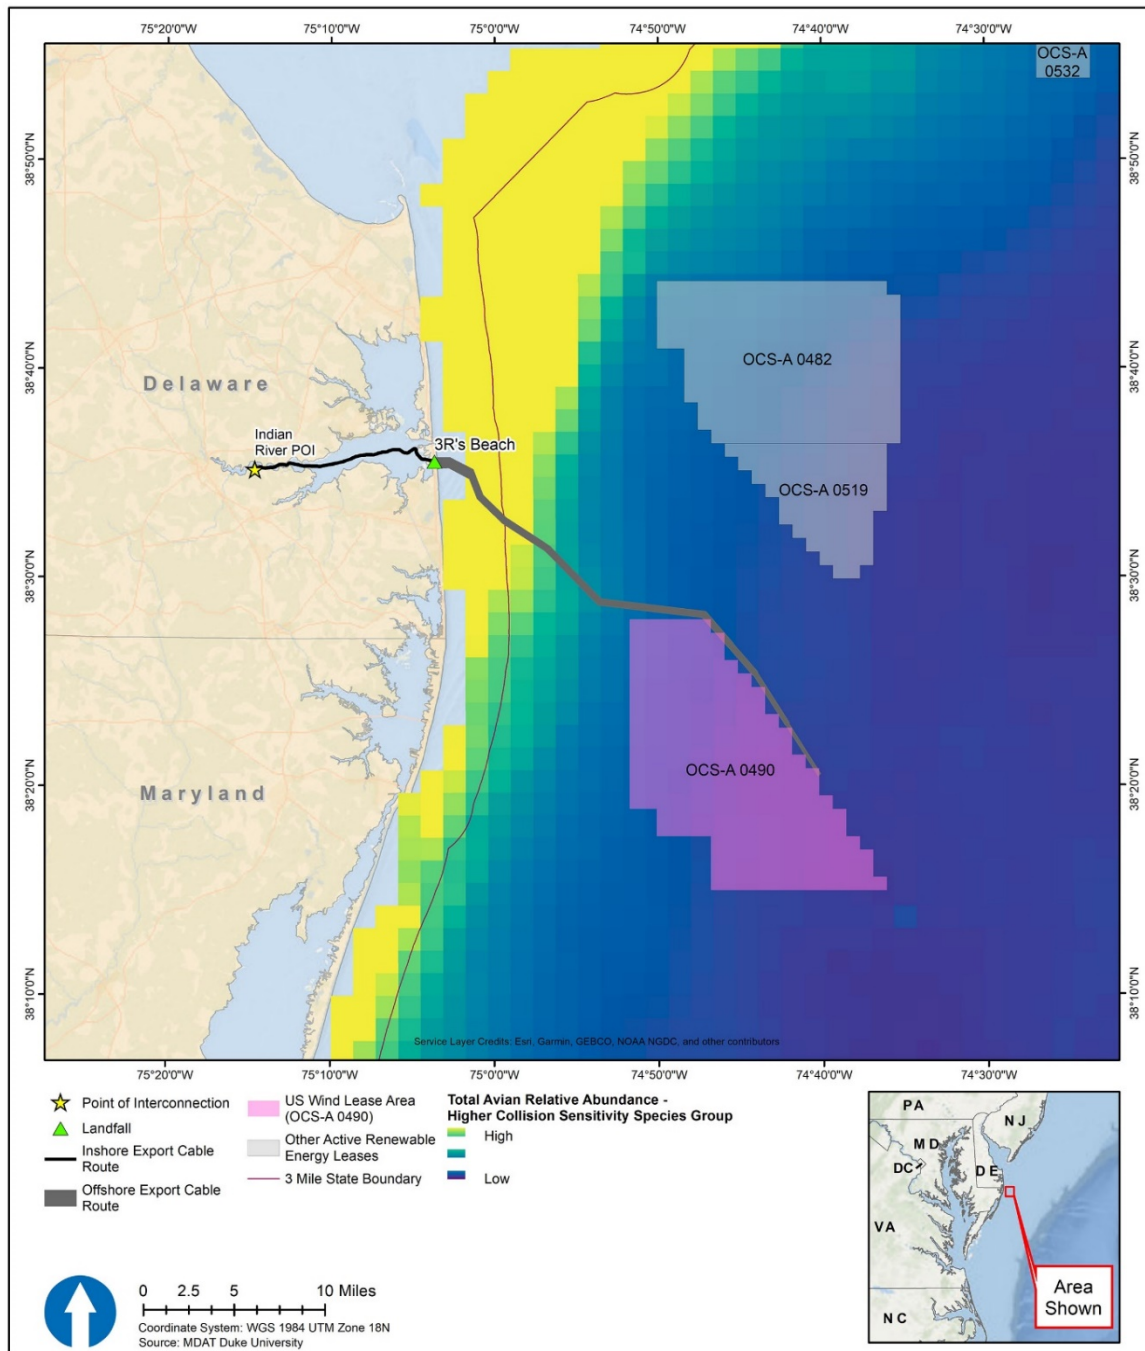 75°20'0"W 75°10'0"W 75°0'0"W 74°50'0"W 74°40'0"W 74°30'0"W
OCS-A
0532
38°50'0"N 38°50'0"N
OCS-A 0482
38°40'0"N 38°40'0"N
Delaware
Indian
River POI
3R's Beach
OCS-A 0519
38°30'0"N 38°30'0"N
OCS-A 0490
38°20'0"N 38°20'0"N
Maryland
38°10'0"N 38°10'0"N
Service Layer Credits: Esri, Garmin, GEBCO, NOAA NGDC, and other contributors
75°20'0"W 75°10'0"W 75°0'0"W 74°50'0"W 74°40'0"W 74°30'0"W
Point of Interconnection
Landfall
Inshore Export Cable
Route
Offshore Export Cable
Route
US Wind Lease Area
(OCS-A 0490)
Other Active Renewable
Energy Leases
3 Mile State Boundary
Total Avian Relative Abundance -
Higher Collision Sensitivity Species Group
High
Low
0 2.5 5 10 Miles
Coordinate System: WGS 1984 UTM Zone 18N
Source: MDAT Duke University
PA
NJ
MD
DC
DE
VA
NC
Area
Shown